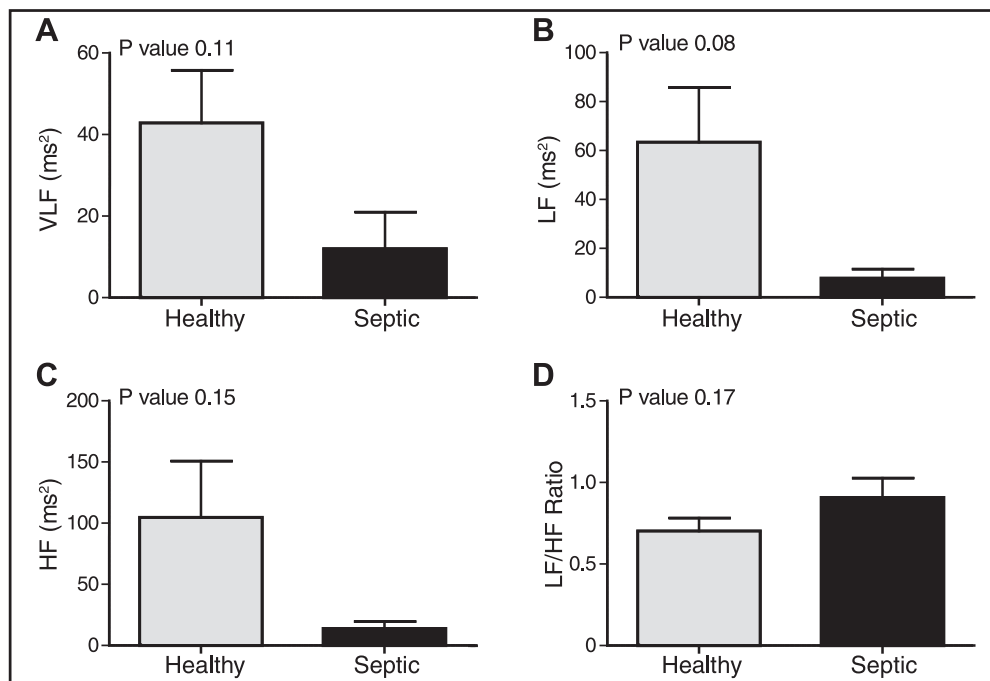 A
P value 0.11
60
40
20
0
VLF (ms²)
Healthy
Septic
B
P value 0.08
100
80
60
40
20
0
LF (ms²)
Healthy
Septic
C
P value 0.15
200
150
100
50
0
HF (ms²)
Healthy
Septic
D
P value 0.17
1.5
1.0
0.5
0
LF/HF Ratio
Healthy
Septic